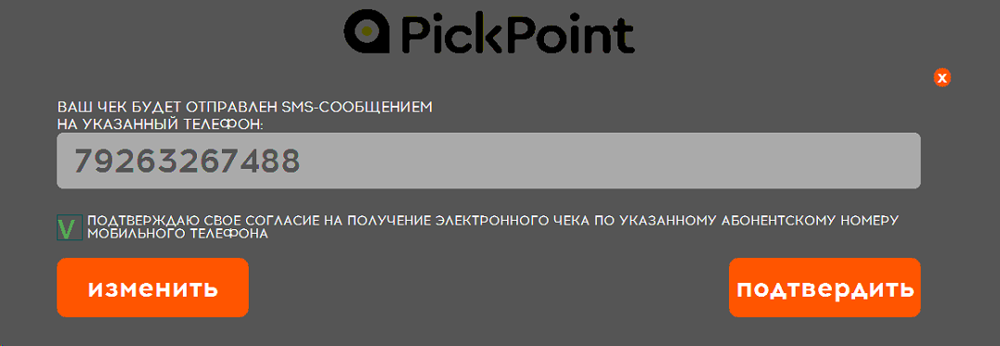 PickPoint
x
ВАШ ЧЕК БУДЕТ ОТПРАВЛЕН SMS-СООБЩЕНИЕМ
НА УКАЗАННЫЙ ТЕЛЕФОН:
79263267488
V ПОДТВЕРЖДАЮ СВОЕ СОГЛАСИЕ НА ПОЛУЧЕНИЕ ЭЛЕКТРОННОГО ЧЕКА ПО УКАЗАННОМУ АБОНЕНТСКОМУ НОМЕРУ
МОБИЛЬНОГО ТЕЛЕФОНА
изменить
подтвердить